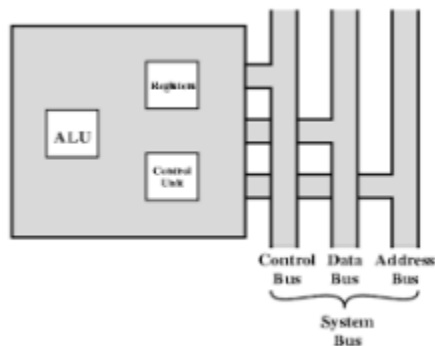 Registers
ALU
Control
Unit
Control Data Address
Bus Bus Bus
System
Bus